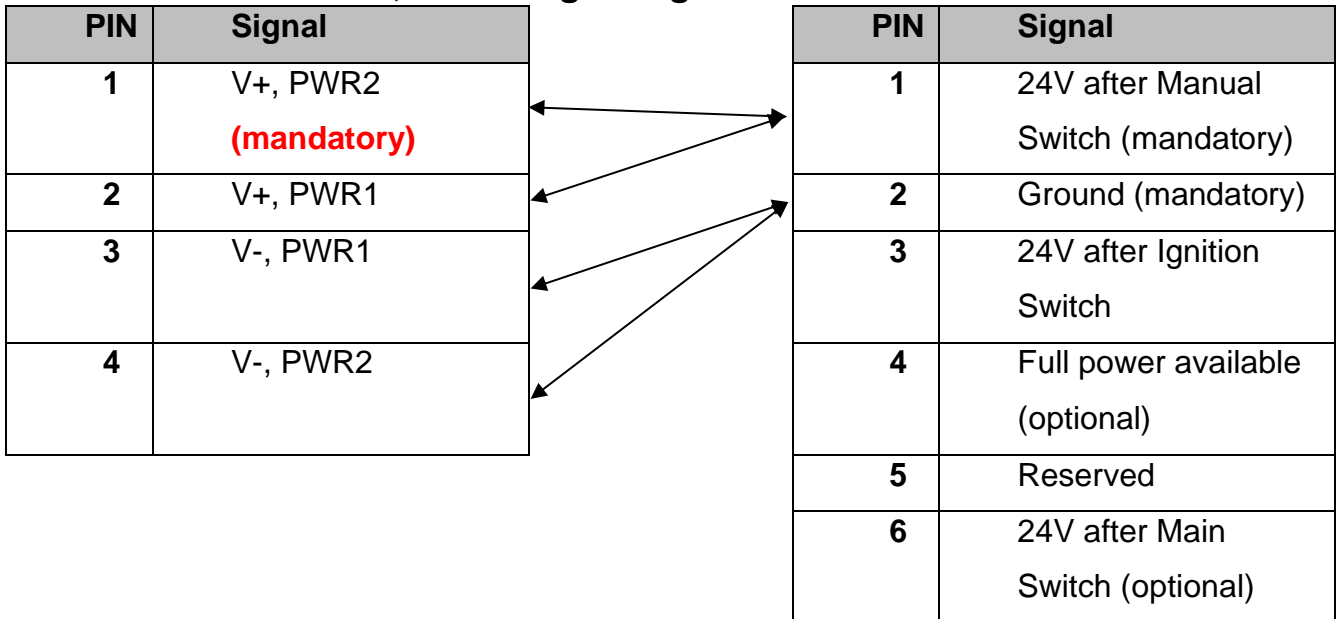 PIN Signal
1 V+, PWR2
(mandatory)
2 V+, PWR1
3 V-, PWR1
4 V-, PWR2
PIN Signal
1 24V after Manual
Switch (mandatory)
2 Ground (mandatory)
3 24V after Ignition
Switch
4 Full power available
(optional)
5 Reserved
6 24V after Main
Switch (optional)